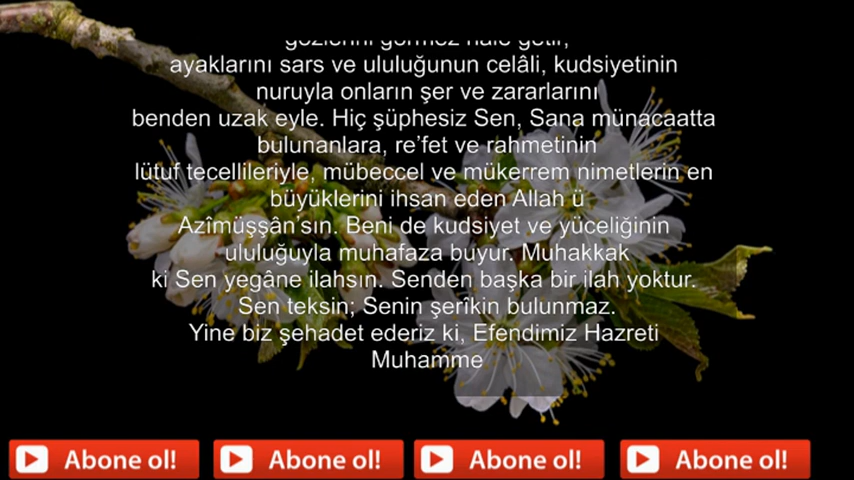 gözlerini görmez hale getir,
ayaklarını sars ve ululuğunun celâli, kudsiyetinin
nuruyla onların şer ve zararlarını
benden uzak eyle. Hiç şüphesiz Sen, Sana münacaatta
bulunanlara, re’fet ve rahmetinin
lütuf tecellileriyle, mübeccel ve mükerrem nimetlerin en
büyüklerini ihsan eden Allah ü
Azîmüşşân’sın. Beni de kudsiyet ve yüceliğinin
ululuğuyla muhafaza buyur. Muhakkak
ki Sen yegâne ilahsın. Senden başka bir ilah yoktur.
Sen teksin; Senin şerîkin bulunmaz.
Yine biz şehadet ederiz ki, Efendimiz Hazreti
Muhamme
Abone ol! Abone ol! Abone ol! Abone ol!